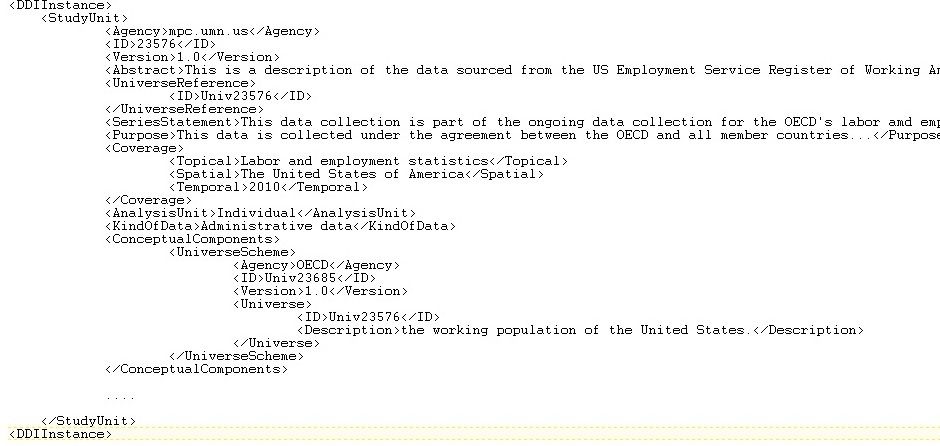 <DDIInstance>
<StudyUnit>
<Agency>mpc.umn.us</Agency>
<ID>23576</ID>
<Version>1.0</Version>
<Abstract>This is a description of the data sourced from the US Employment Service Register of Working
<UniverseReference>
<ID>Univ23576</ID>
</UniverseReference>
<SeriesStatement>This data collection is part of the ongoing data collection for the OECD's labor amd
<Purpose>This data is collected under the agreement between the OECD and all member countries...</Purpose
<Coverage>
<Topical>Labor and employment statistics</Topical>
<Spatial>The United States of America</Spatial>
<Temporal>2010</Temporal>
</Coverage>
<AnalysisUnit>Individual</AnalysisUnit>
<KindOfData>Administrative data</KindOfData>
<ConceptualComponents>
<UniverseScheme>
<Agency>OECD</Agency>
<ID>Univ23685</ID>
<Version>1.0</Version>
<Universe>
<ID>Univ23576</ID>
<Description>the working population of the United States.</Description>
</Universe>
</UniverseScheme>
</ConceptualComponents>
....
</StudyUnit>
<DDIInstance>